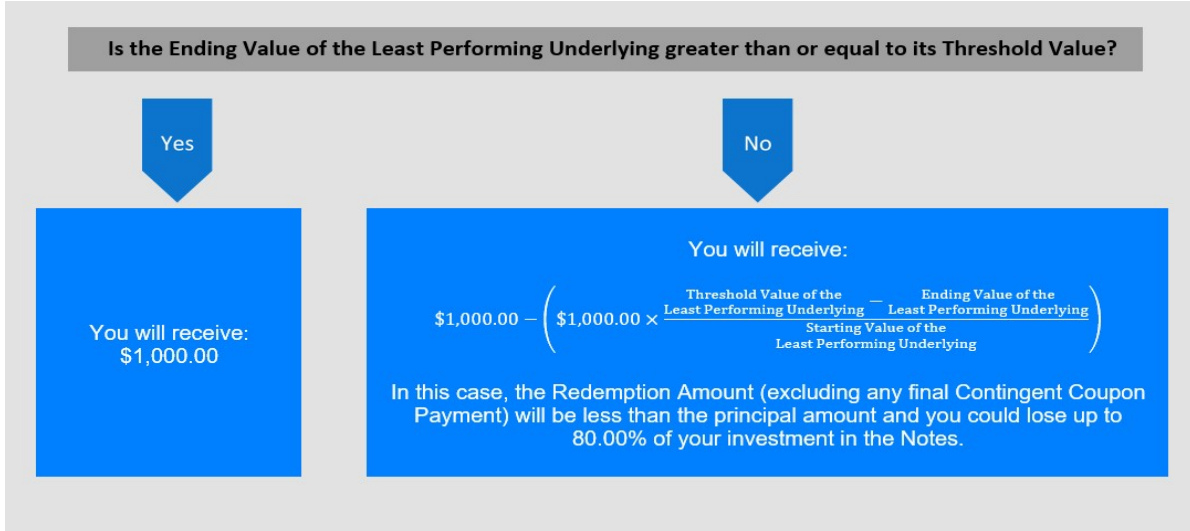 Is the Ending Value of the Least Performing Underlying greater than or equal to its Threshold Value?
Yes
No
You will receive:
$1,000.00
You will receive:
$1,000.00 − ($1,000.00 × (Threshold Value of the Least Performing Underlying − Ending Value of the Least Performing Underlying) / Starting Value of the Least Performing Underlying)
In this case, the Redemption Amount (excluding any final Contingent Coupon
Payment) will be less than the principal amount and you could lose up to
80.00% of your investment in the Notes.